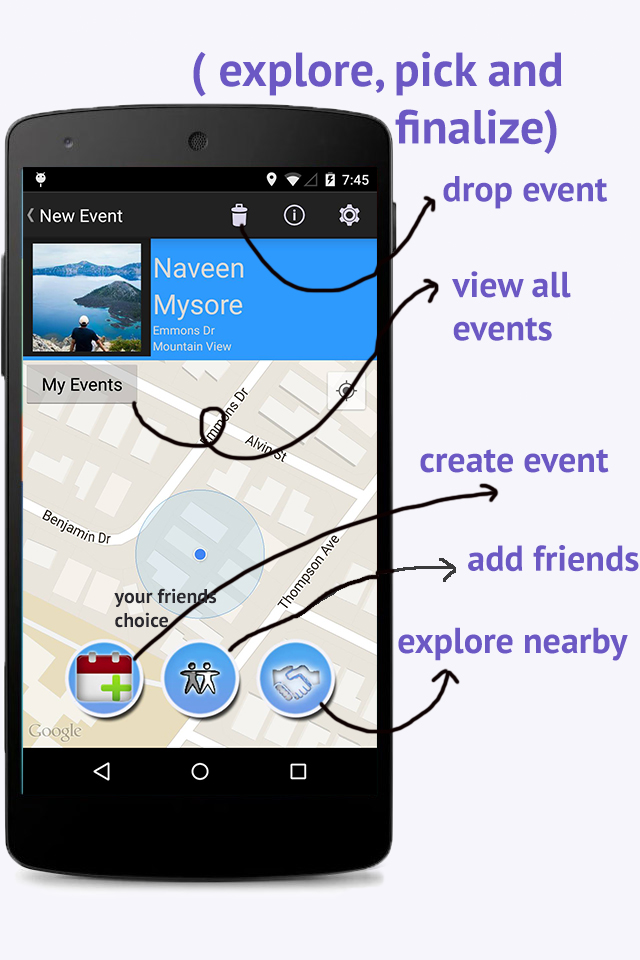 ( explore, pick and
finalize)
7:45
New Event
drop event
Naveen
Mysore
Emmons Dr
Mountain View
view all
events
My Events
Emmons Dr
Alvin St
create event
Benjamin Dr
Thompson Ave
add friends
your friends
choice
explore nearby
Google